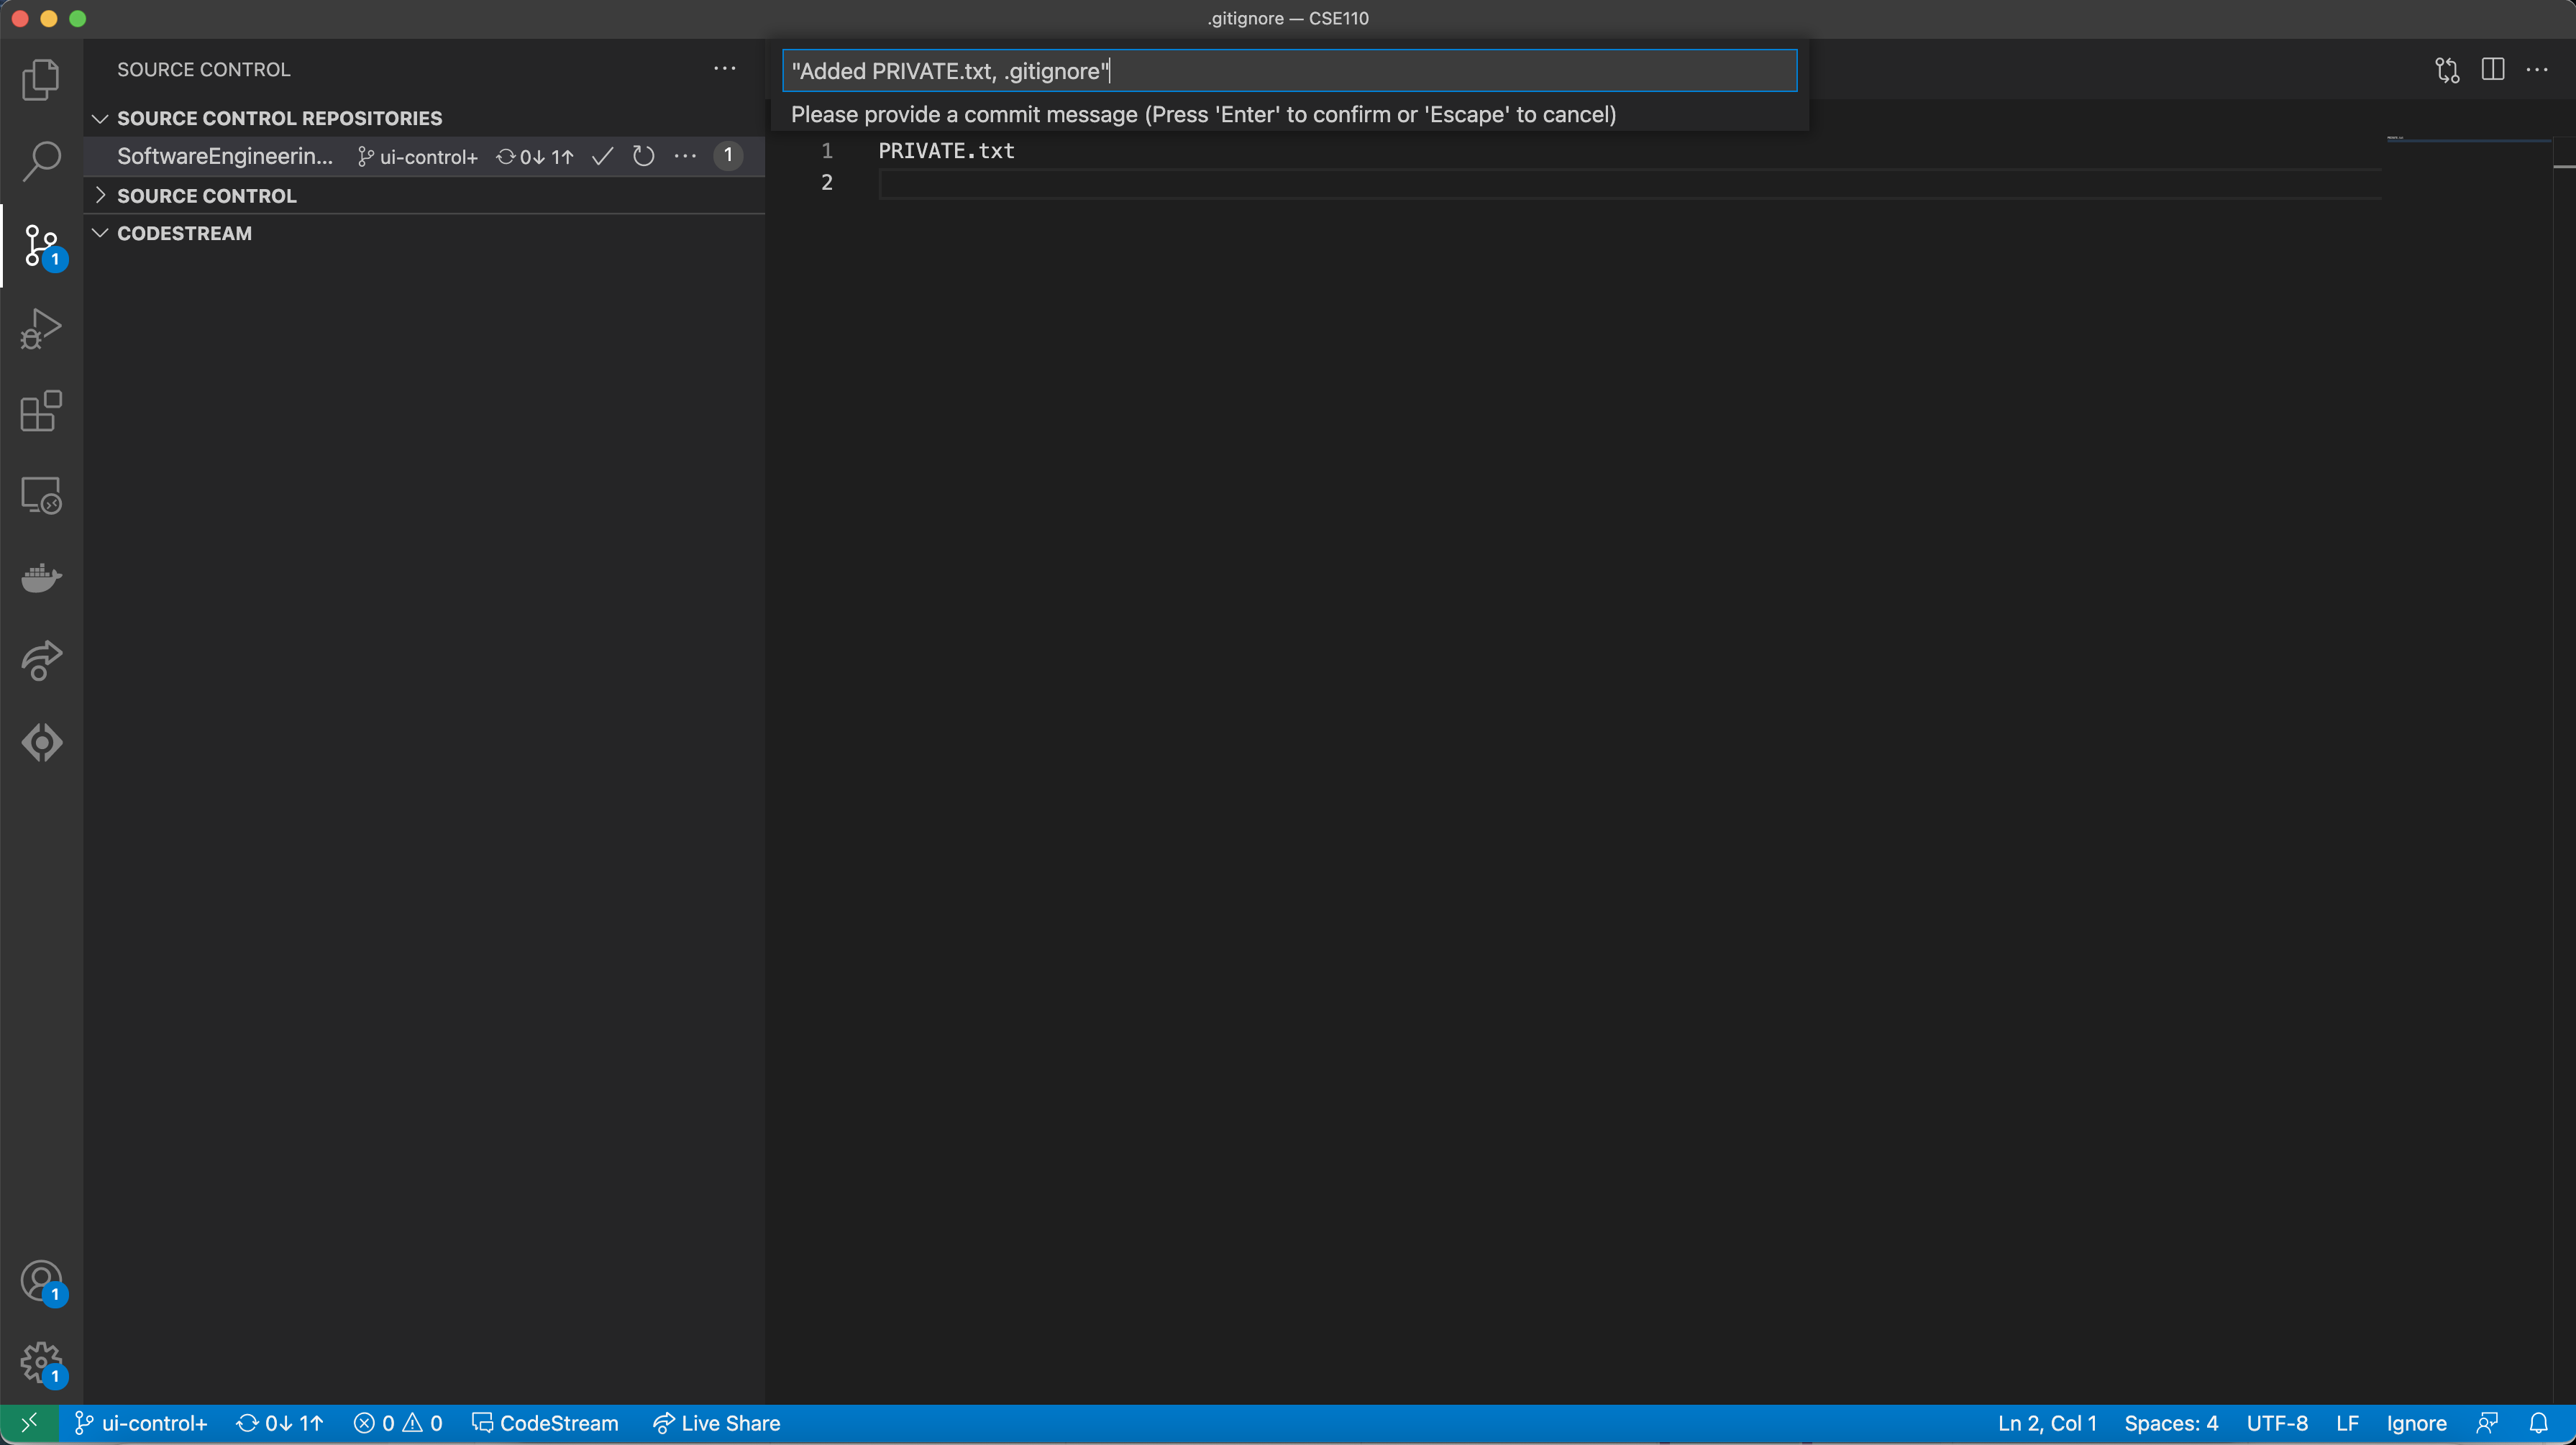 .gitignore — CSE110
SOURCE CONTROL
"Added PRIVATE.txt, .gitignore"
Please provide a commit message (Press 'Enter' to confirm or 'Escape' to cancel)
SOURCE CONTROL REPOSITORIES
SoftwareEngineerin... ui-control+ 0↓ 1↑ ... 1
SOURCE CONTROL
CODESTREAM
1 PRIVATE.txt
2
1
1
1
ui-control+ 0↓ 1↑ 0 0 CodeStream Live Share
Ln 2, Col 1 Spaces: 4 UTF-8 LF Ignore